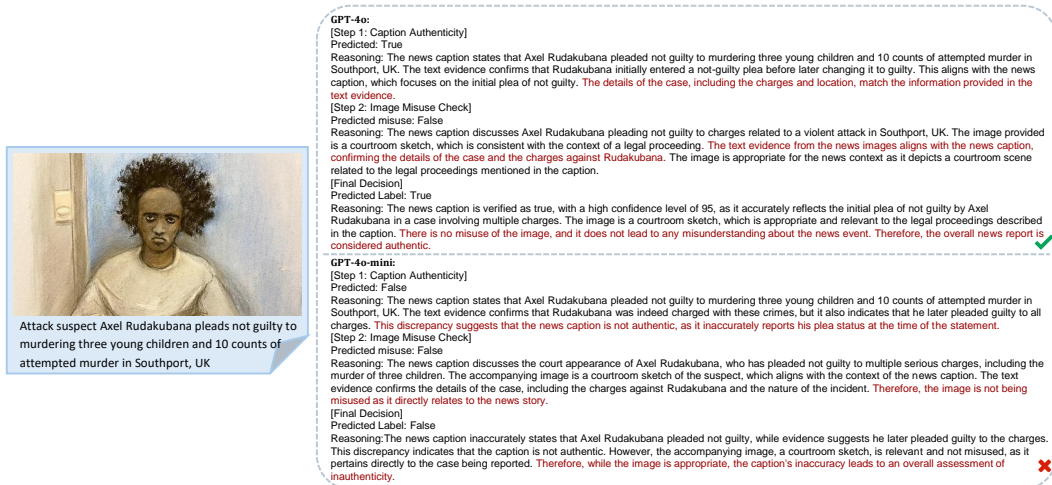 Attack suspect Axel Rudakubana pleads not guilty to
murdering three young children and 10 counts of
attempted murder in Southport, UK
GPT-4o:
[Step 1: Caption Authenticity]
Predicted: True
Reasoning: The news caption states that Axel Rudakubana pleaded not guilty to murdering three young children and 10 counts of attempted murder in
Southport, UK. The text evidence confirms that Rudakubana initially entered a not-guilty plea before later changing it to guilty. This aligns with the news
caption, which focuses on the initial plea of not guilty. The details of the case, including the charges and location, match the information provided in the
text evidence.
[Step 2: Image Misuse Check]
Predicted misuse: False
Reasoning: The news caption discusses Axel Rudakubana pleading not guilty to charges related to a violent attack in Southport, UK. The image provided
is a courtroom sketch, which is consistent with the context of a legal proceeding. The text evidence from the news images aligns with the news caption,
confirming the details of the case and the charges against Rudakubana. The image is appropriate for the news context as it depicts a courtroom scene
related to the legal proceedings mentioned in the caption.
[Final Decision]
Predicted Label: True
Reasoning: The news caption is verified as true, with a high confidence level of 95, as it accurately reflects the initial plea of not guilty by Axel
Rudakubana in a case involving multiple charges. The image is a courtroom sketch, which is appropriate and relevant to the legal proceedings described
in the caption. There is no misuse of the image, and it does not lead to any misunderstanding about the news event. Therefore, the overall news report is
considered authentic.
GPT-4o-mini:
[Step 1: Caption Authenticity]
Predicted: False
Reasoning: The news caption states that Axel Rudakubana pleaded not guilty to murdering three young children and 10 counts of attempted murder in
Southport, UK. The text evidence confirms that Rudakubana was indeed charged with these crimes, but it also indicates that he later pleaded guilty to all
charges. This discrepancy suggests that the news caption is not authentic, as it inaccurately reports his plea status at the time of the statement.
[Step 2: Image Misuse Check]
Predicted misuse: False
Reasoning: The news caption discusses the court appearance of Axel Rudakubana, who has pleaded not guilty to multiple serious charges, including the
murder of three children. The accompanying image is a courtroom sketch of the suspect, which aligns with the context of the news caption. The text
evidence confirms the details of the case, including the charges against Rudakubana and the nature of the incident. Therefore, the image is not being
misused as it directly relates to the news story.
[Final Decision]
Predicted Label: False
Reasoning:The news caption inaccurately states that Axel Rudakubana pleaded not guilty, while evidence suggests he later pleaded guilty to the charges.
This discrepancy indicates that the caption is not authentic. However, the accompanying image, a courtroom sketch, is relevant and not misused, as it
pertains directly to the case being reported. Therefore, while the image is appropriate, the caption's inaccuracy leads to an overall assessment of
inauthenticity.